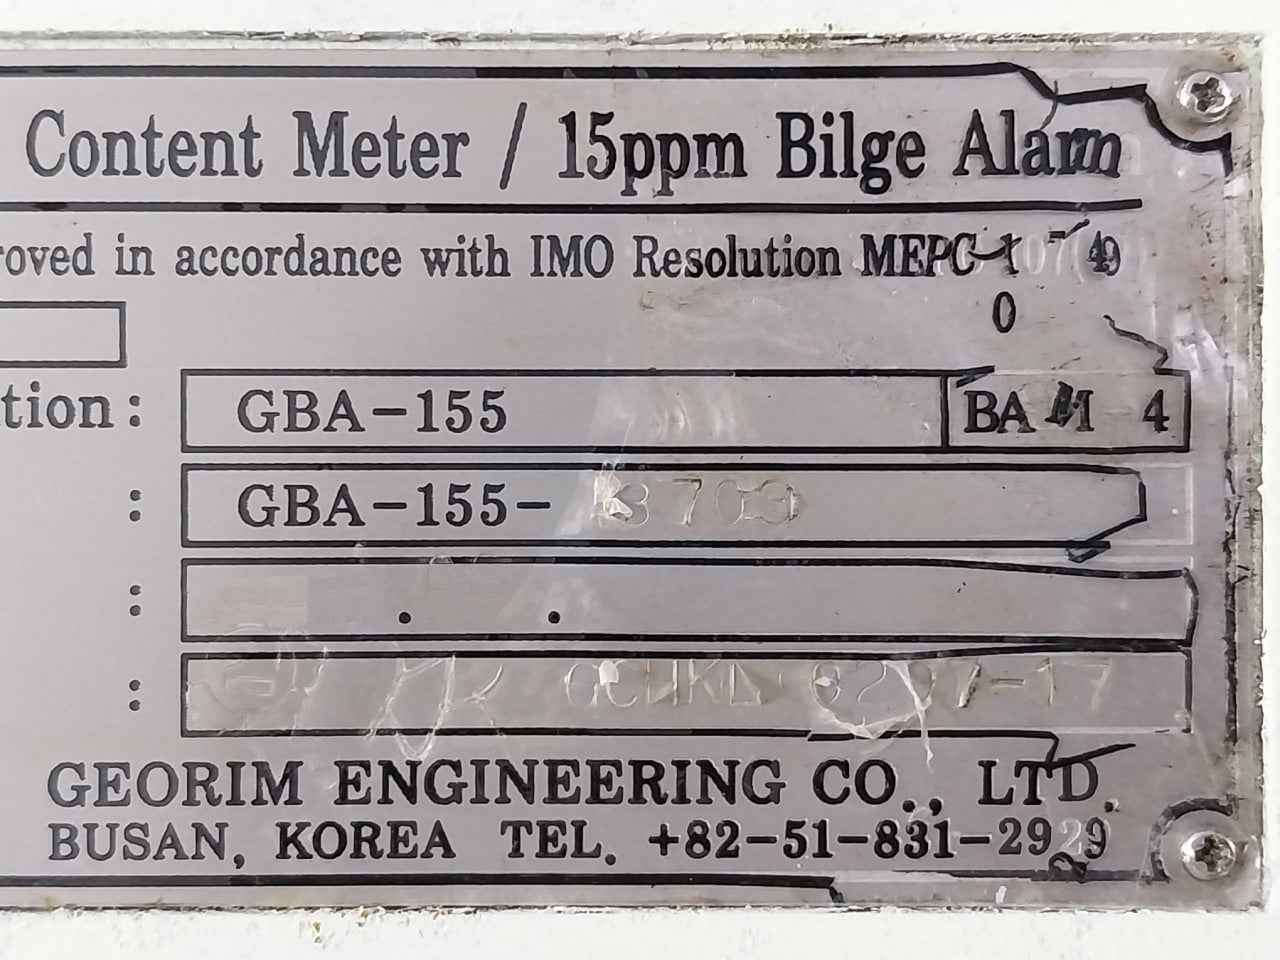 Content Meter / 15ppm Bilge Alarm
roved in accordance with IMO Resolution MEPC
tion: GBA-155 BAM 4
: GBA-155-
: . .
:
GEORIM ENGINEERING CO., LTD.
BUSAN, KOREA TEL. +82-51-831-2929